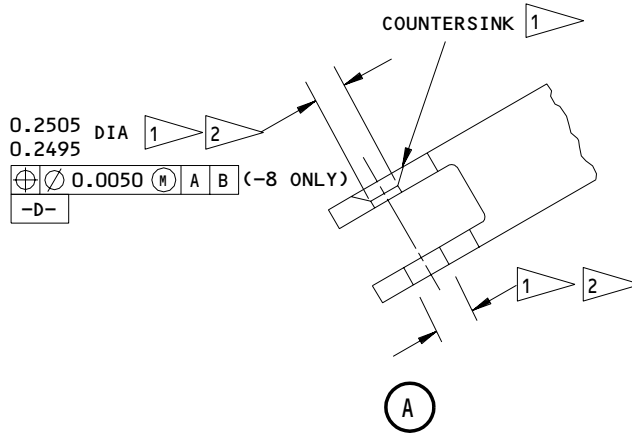 COUNTERSINK 1
0.2505
0.2495 DIA 1 2
⌖ ⌀ 0.0050 Ⓜ A B (-8 ONLY)
-D-
1 2
A